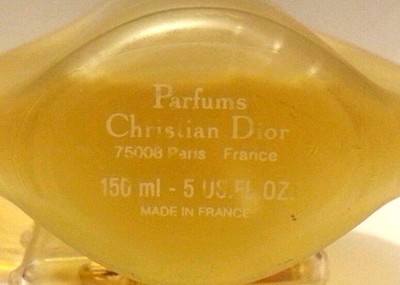 Parfums
Christian Dior
75008 Paris - France
150 ml - 5 US.FL OZ.
MADE IN FRANCE